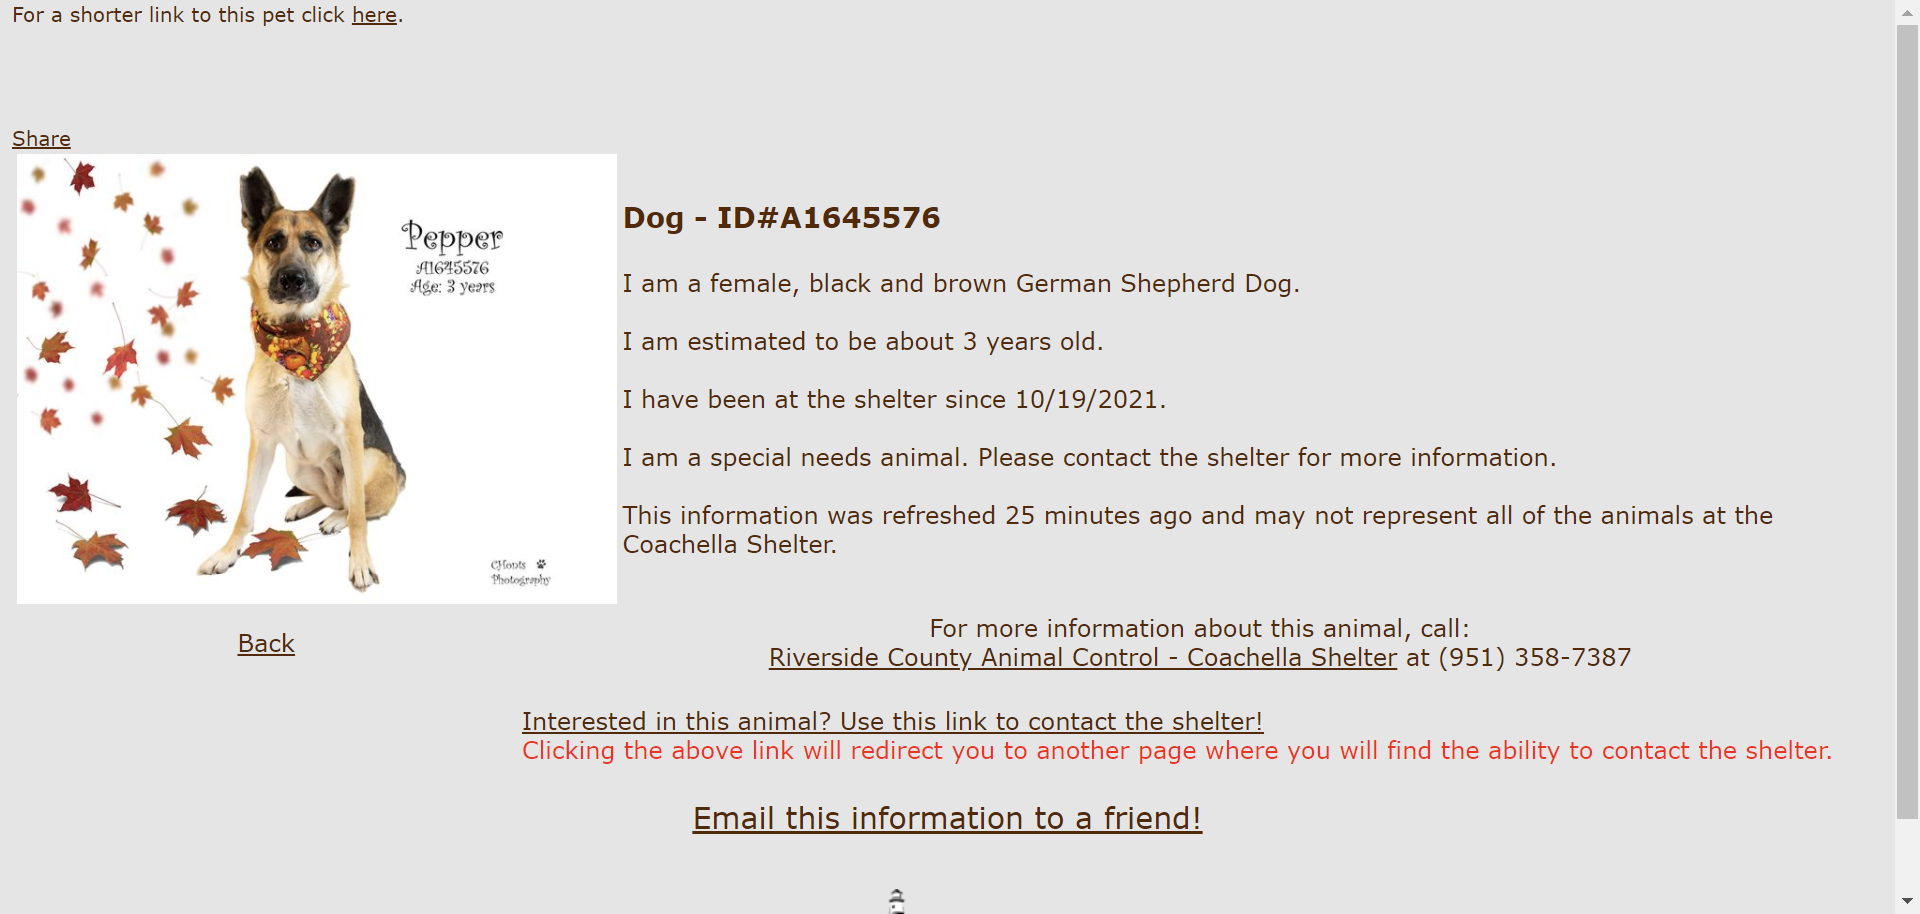 For a shorter link to this pet click here.
Share
Pepper
A1645576
Age: 3 years
CHonts
Photography
Dog - ID#A1645576
I am a female, black and brown German Shepherd Dog.
I am estimated to be about 3 years old.
I have been at the shelter since 10/19/2021.
I am a special needs animal. Please contact the shelter for more information.
This information was refreshed 25 minutes ago and may not represent all of the animals at the
Coachella Shelter.
Back
For more information about this animal, call:
Riverside County Animal Control - Coachella Shelter at (951) 358-7387
Interested in this animal? Use this link to contact the shelter!
Clicking the above link will redirect you to another page where you will find the ability to contact the shelter.
Email this information to a friend!